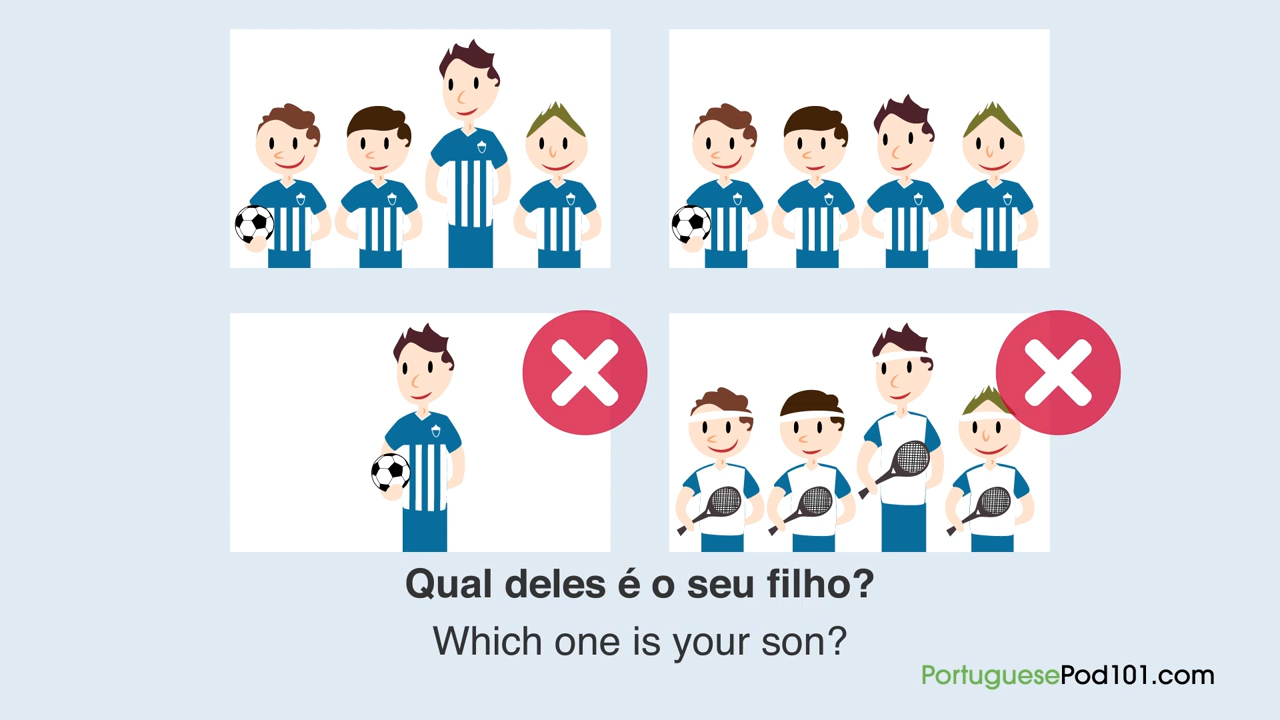 Qual deles é o seu filho?
Which one is your son?
PortuguesePod101.com